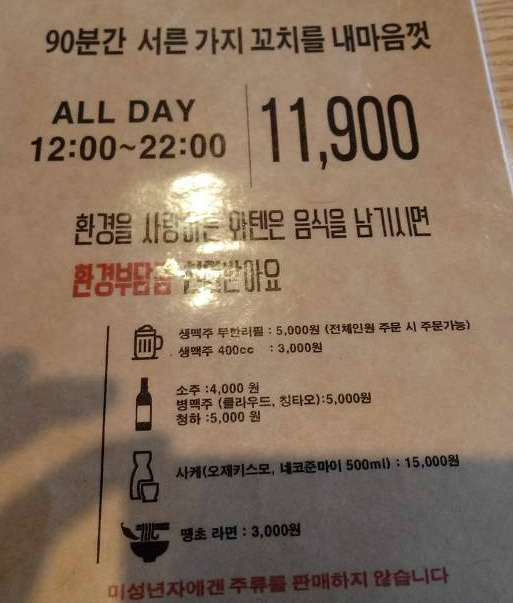 90분간 서른 가지 꼬치를 내마음껏
ALL DAY
12:00~22:00
11,900
환경을 사랑하는 음식을 남기시면
환경부담금
생맥주 무한리필 : 5,000원 (전체인원 주문 시 주문가능)
생맥주 400cc : 3,000원
소주 :4,000 원
병맥주 (클라우드, 칭타오):5,000원
청하 :5,000 원
사케(오제키스모, 네코준마이 500ml) : 15,000원
땡초 라면 : 3,000원
미성년자에겐 주류를 판매하지 않습니다